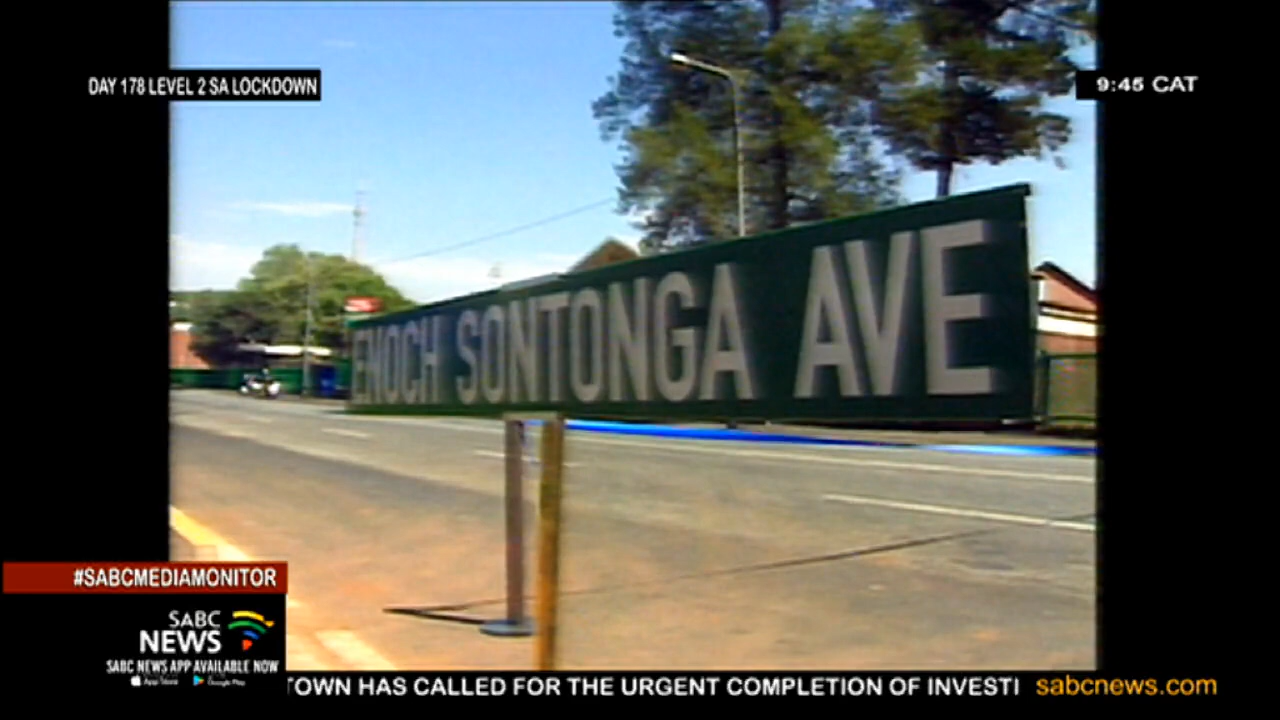 DAY 178 LEVEL 2 SA LOCKDOWN
9:45 CAT
ENOCH SONTONGA AVE
#SABCMEDIAMONITOR
SABC
NEWS
SABC NEWS APP AVAILABLE NOW
App Store Google Play
TOWN HAS CALLED FOR THE URGENT COMPLETION OF INVESTI sabcnews.com